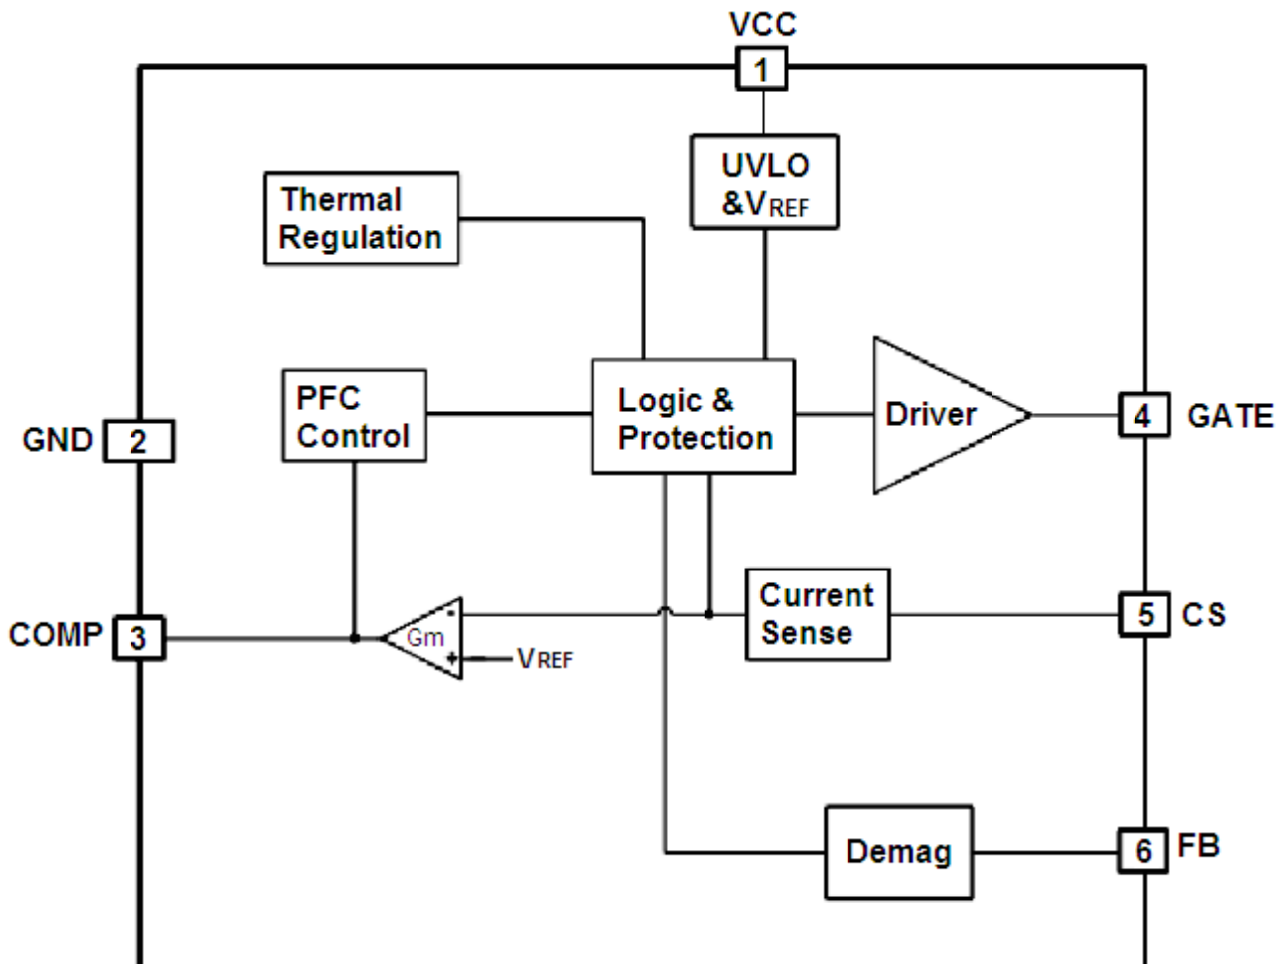 VCC
1
UVLO
&VREF
Thermal
Regulation
PFC
Control
Logic &
Protection
Driver
4
GATE
GND
2
Current
Sense
5
CS
COMP
3
Gm
-
+
VREF
Demag
6
FB